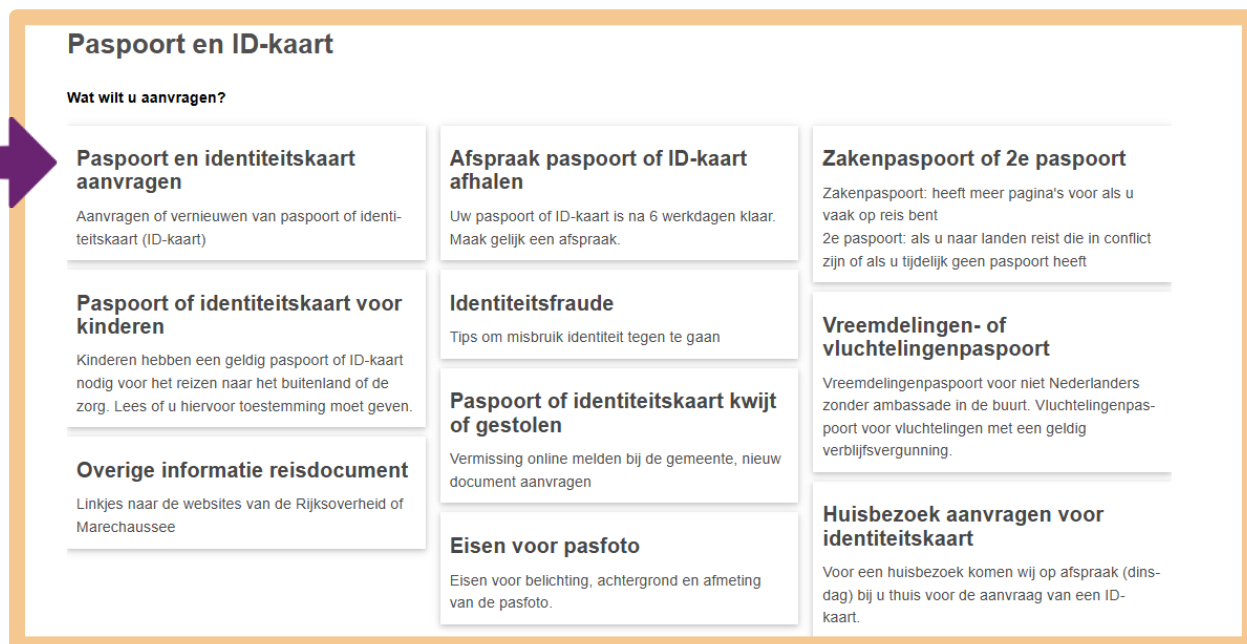 Paspoort en ID-kaart
Wat wilt u aanvragen?
Paspoort en identiteitskaart
aanvragen
Aanvragen of vernieuwen van paspoort of identi-
teitskaart (ID-kaart)
Paspoort of identiteitskaart voor
kinderen
Kinderen hebben een geldig paspoort of ID-kaart
nodig voor het reizen naar het buitenland of de
zorg. Lees of u hiervoor toestemming moet geven.
Overige informatie reisdocument
Linkjes naar de websites van de Rijksoverheid of
Marechaussee
Afspraak paspoort of ID-kaart
afhalen
Uw paspoort of ID-kaart is na 6 werkdagen klaar.
Maak gelijk een afspraak.
Identiteitsfraude
Tips om misbruik identiteit tegen te gaan
Paspoort of identiteitskaart kwijt
of gestolen
Vermissing online melden bij de gemeente, nieuw
document aanvragen
Eisen voor pasfoto
Eisen voor belichting, achtergrond en afmeting
van de pasfoto.
Zakenpaspoort of 2e paspoort
Zakenpaspoort: heeft meer pagina's voor als u
vaak op reis bent
2e paspoort: als u naar landen reist die in conflict
zijn of als u tijdelijk geen paspoort heeft
Vreemdelingen- of
vluchtelingenpaspoort
Vreemdelingenpaspoort voor niet Nederlanders
zonder ambassade in de buurt. Vluchtelingenpas-
poort voor vluchtelingen met een geldig
verblijfsvergunning.
Huisbezoek aanvragen voor
identiteitskaart
Voor een huisbezoek komen wij op afspraak (dins-
dag) bij u thuis voor de aanvraag van een ID-
kaart.